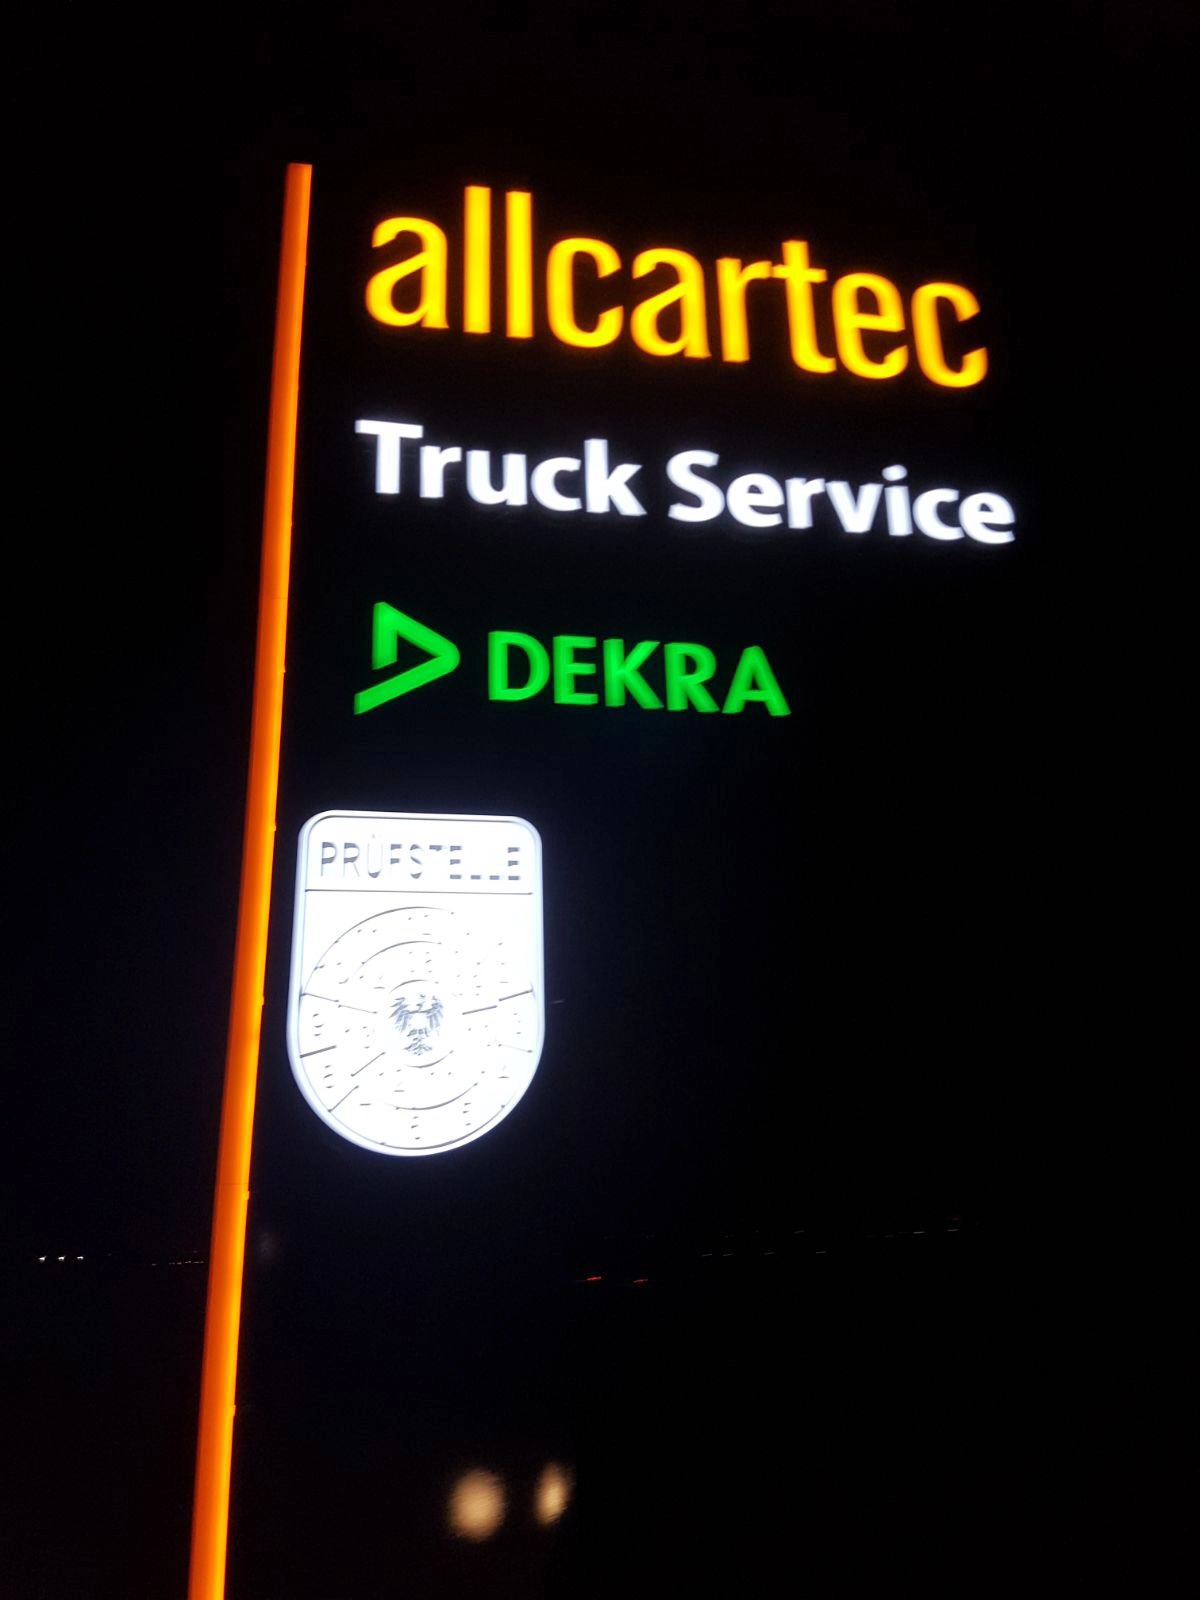 allcartec
Truck Service
DEKRA
PRÜFSTELLE